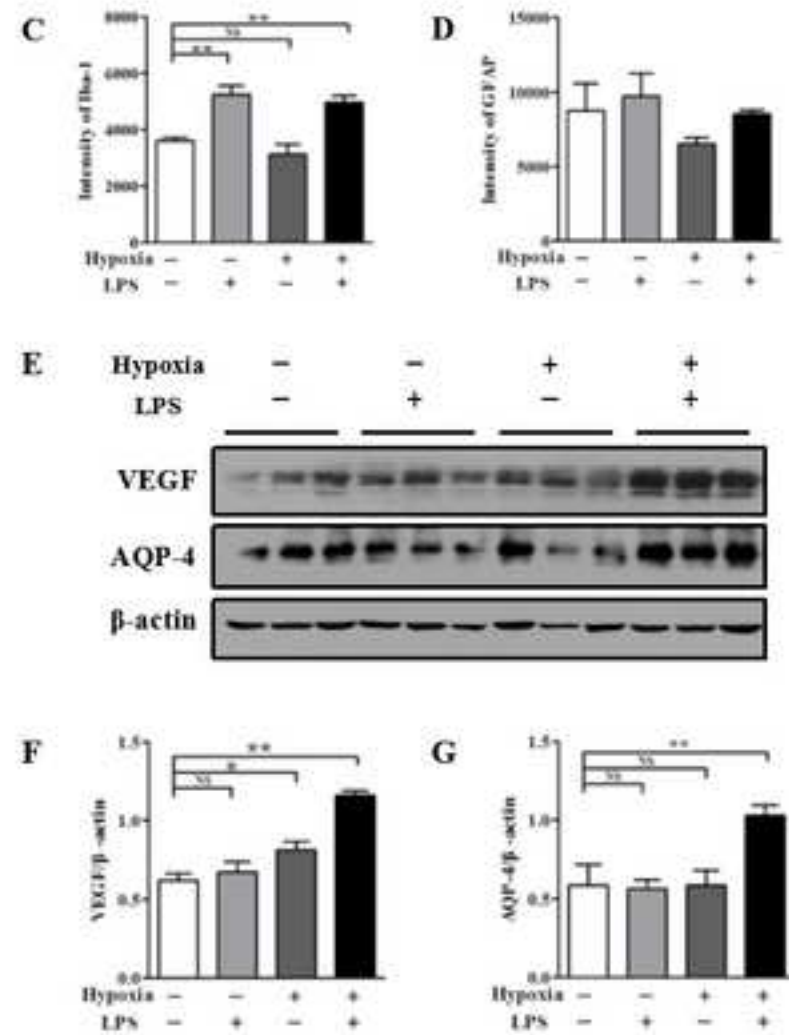 C
8000
6000
4000
2000
0
Intensity of Iba-1
**
NS
**
Hypoxia − − + +
LPS − + − +
D
15000
10000
5000
0
Intensity of GFAP
Hypoxia − − + +
LPS − + − +
E
Hypoxia − − + +
LPS − + − +
VEGF
AQP-4
β-actin
F
1.5
1.0
0.5
0.0
VEGF/β-actin
**
*
NS
Hypoxia − − + +
LPS − + − +
G
1.5
1.0
0.5
0.0
AQP-4/β-actin
**
NS
NS
Hypoxia − − + +
LPS − + − +